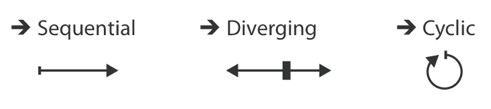 ➔ Sequential
➔ Diverging
➔ Cyclic